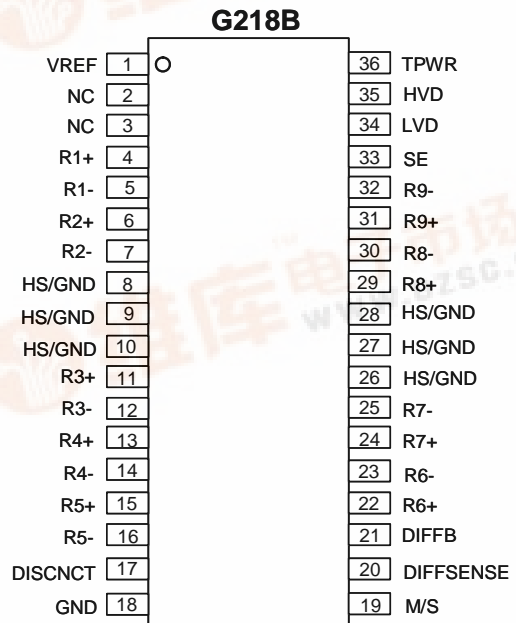 G218B
VREF 1 36 TPWR
NC 2 35 HVD
NC 3 34 LVD
R1+ 4 33 SE
R1- 5 32 R9-
R2+ 6 31 R9+
R2- 7 30 R8-
HS/GND 8 29 R8+
HS/GND 9 28 HS/GND
HS/GND 10 27 HS/GND
R3+ 11 26 HS/GND
R3- 12 25 R7-
R4+ 13 24 R7+
R4- 14 23 R6-
R5+ 15 22 R6+
R5- 16 21 DIFFB
DISCNCT 17 20 DIFFSENSE
GND 18 19 M/S